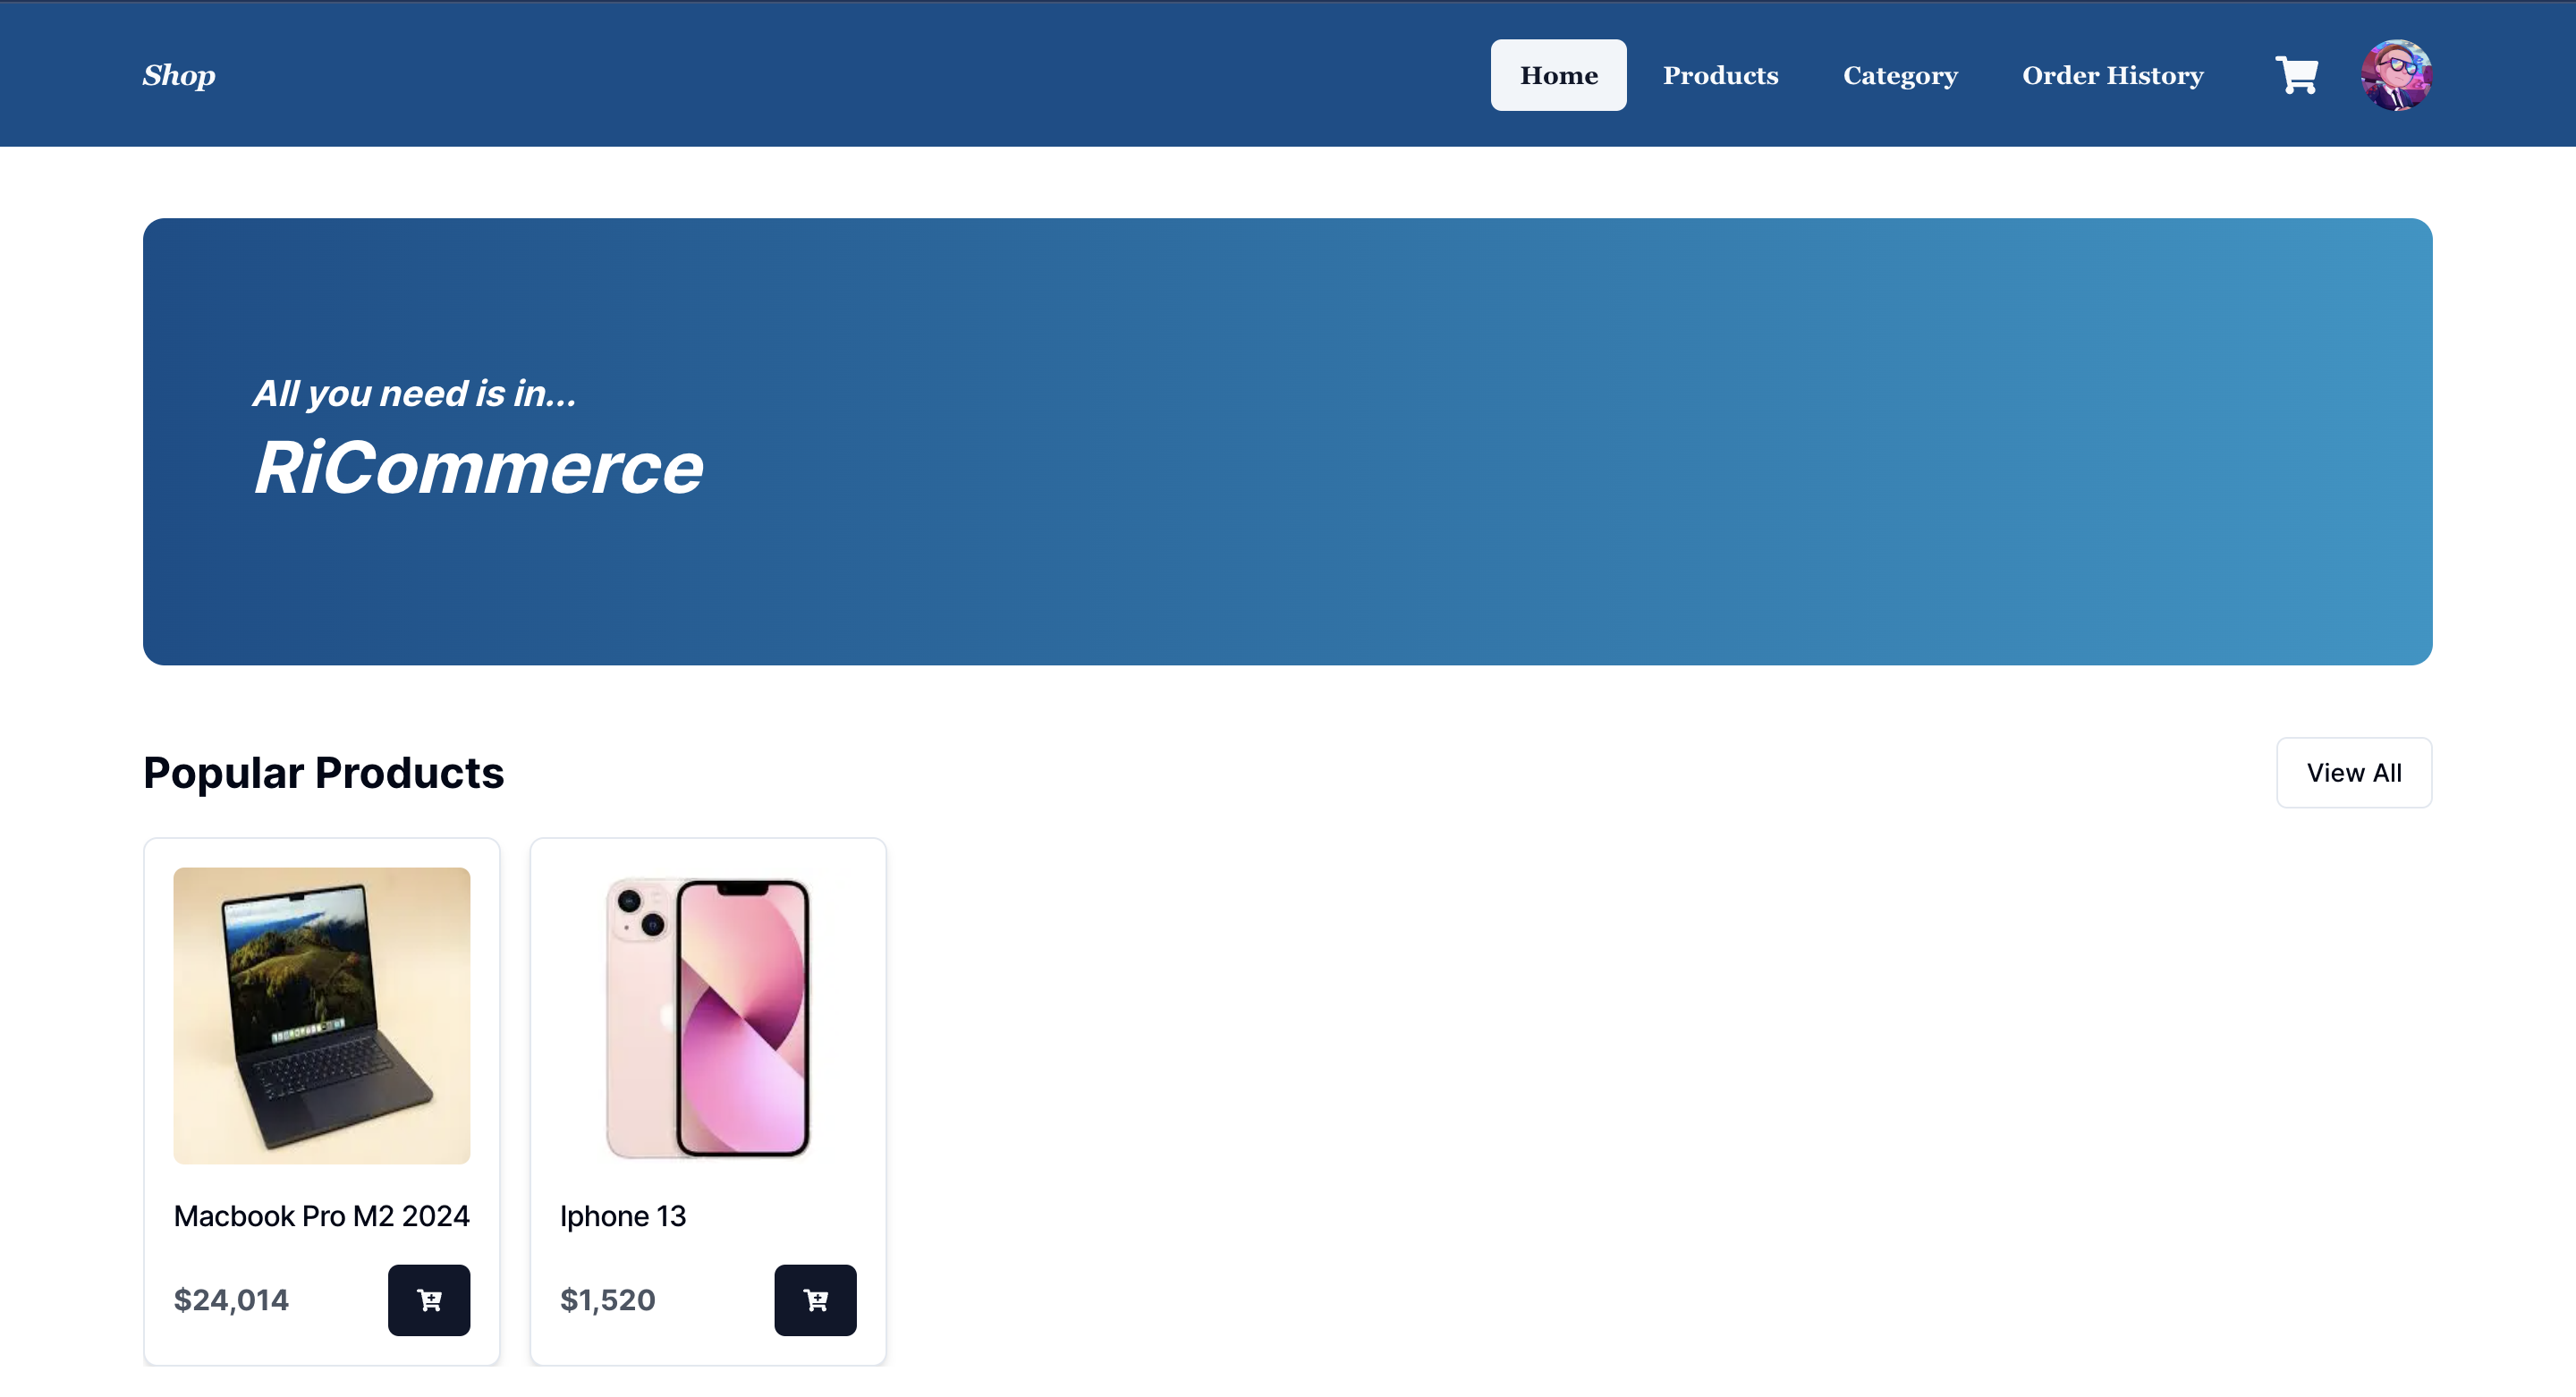 Shop
Home Products Category Order History
All you need is in...
RiCommerce
Popular Products
View All
Macbook Pro M2 2024
$24,014
Iphone 13
$1,520